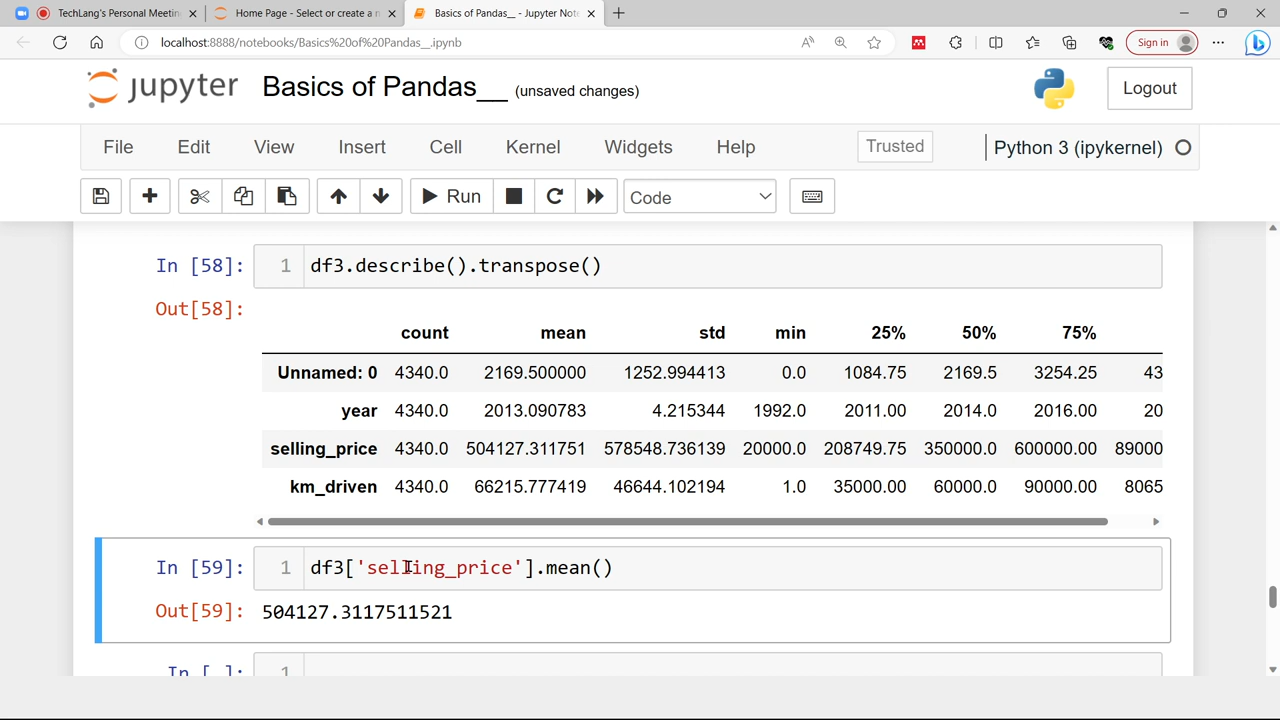 TechLang's Personal Meetin
Home Page - Select or create a n
Basics of Pandas__ - Jupyter Note
localhost:8888/notebooks/Basics%20of%20Pandas__.ipynb
Sign in
jupyter Basics of Pandas__ (unsaved changes)
Logout
File Edit View Insert Cell Kernel Widgets Help Trusted Python 3 (ipykernel)
Run Code
In [58]: 1 df3.describe().transpose()
Out[58]:
count mean std min 25% 50% 75%
Unnamed: 0 4340.0 2169.500000 1252.994413 0.0 1084.75 2169.5 3254.25 43
year 4340.0 2013.090783 4.215344 1992.0 2011.00 2014.0 2016.00 20
selling_price 4340.0 504127.311751 578548.736139 20000.0 208749.75 350000.0 600000.00 89000
km_driven 4340.0 66215.777419 46644.102194 1.0 35000.00 60000.0 90000.00 8065
In [59]: 1 df3['selling_price'].mean()
Out[59]: 504127.3117511521
In [ ]: 1